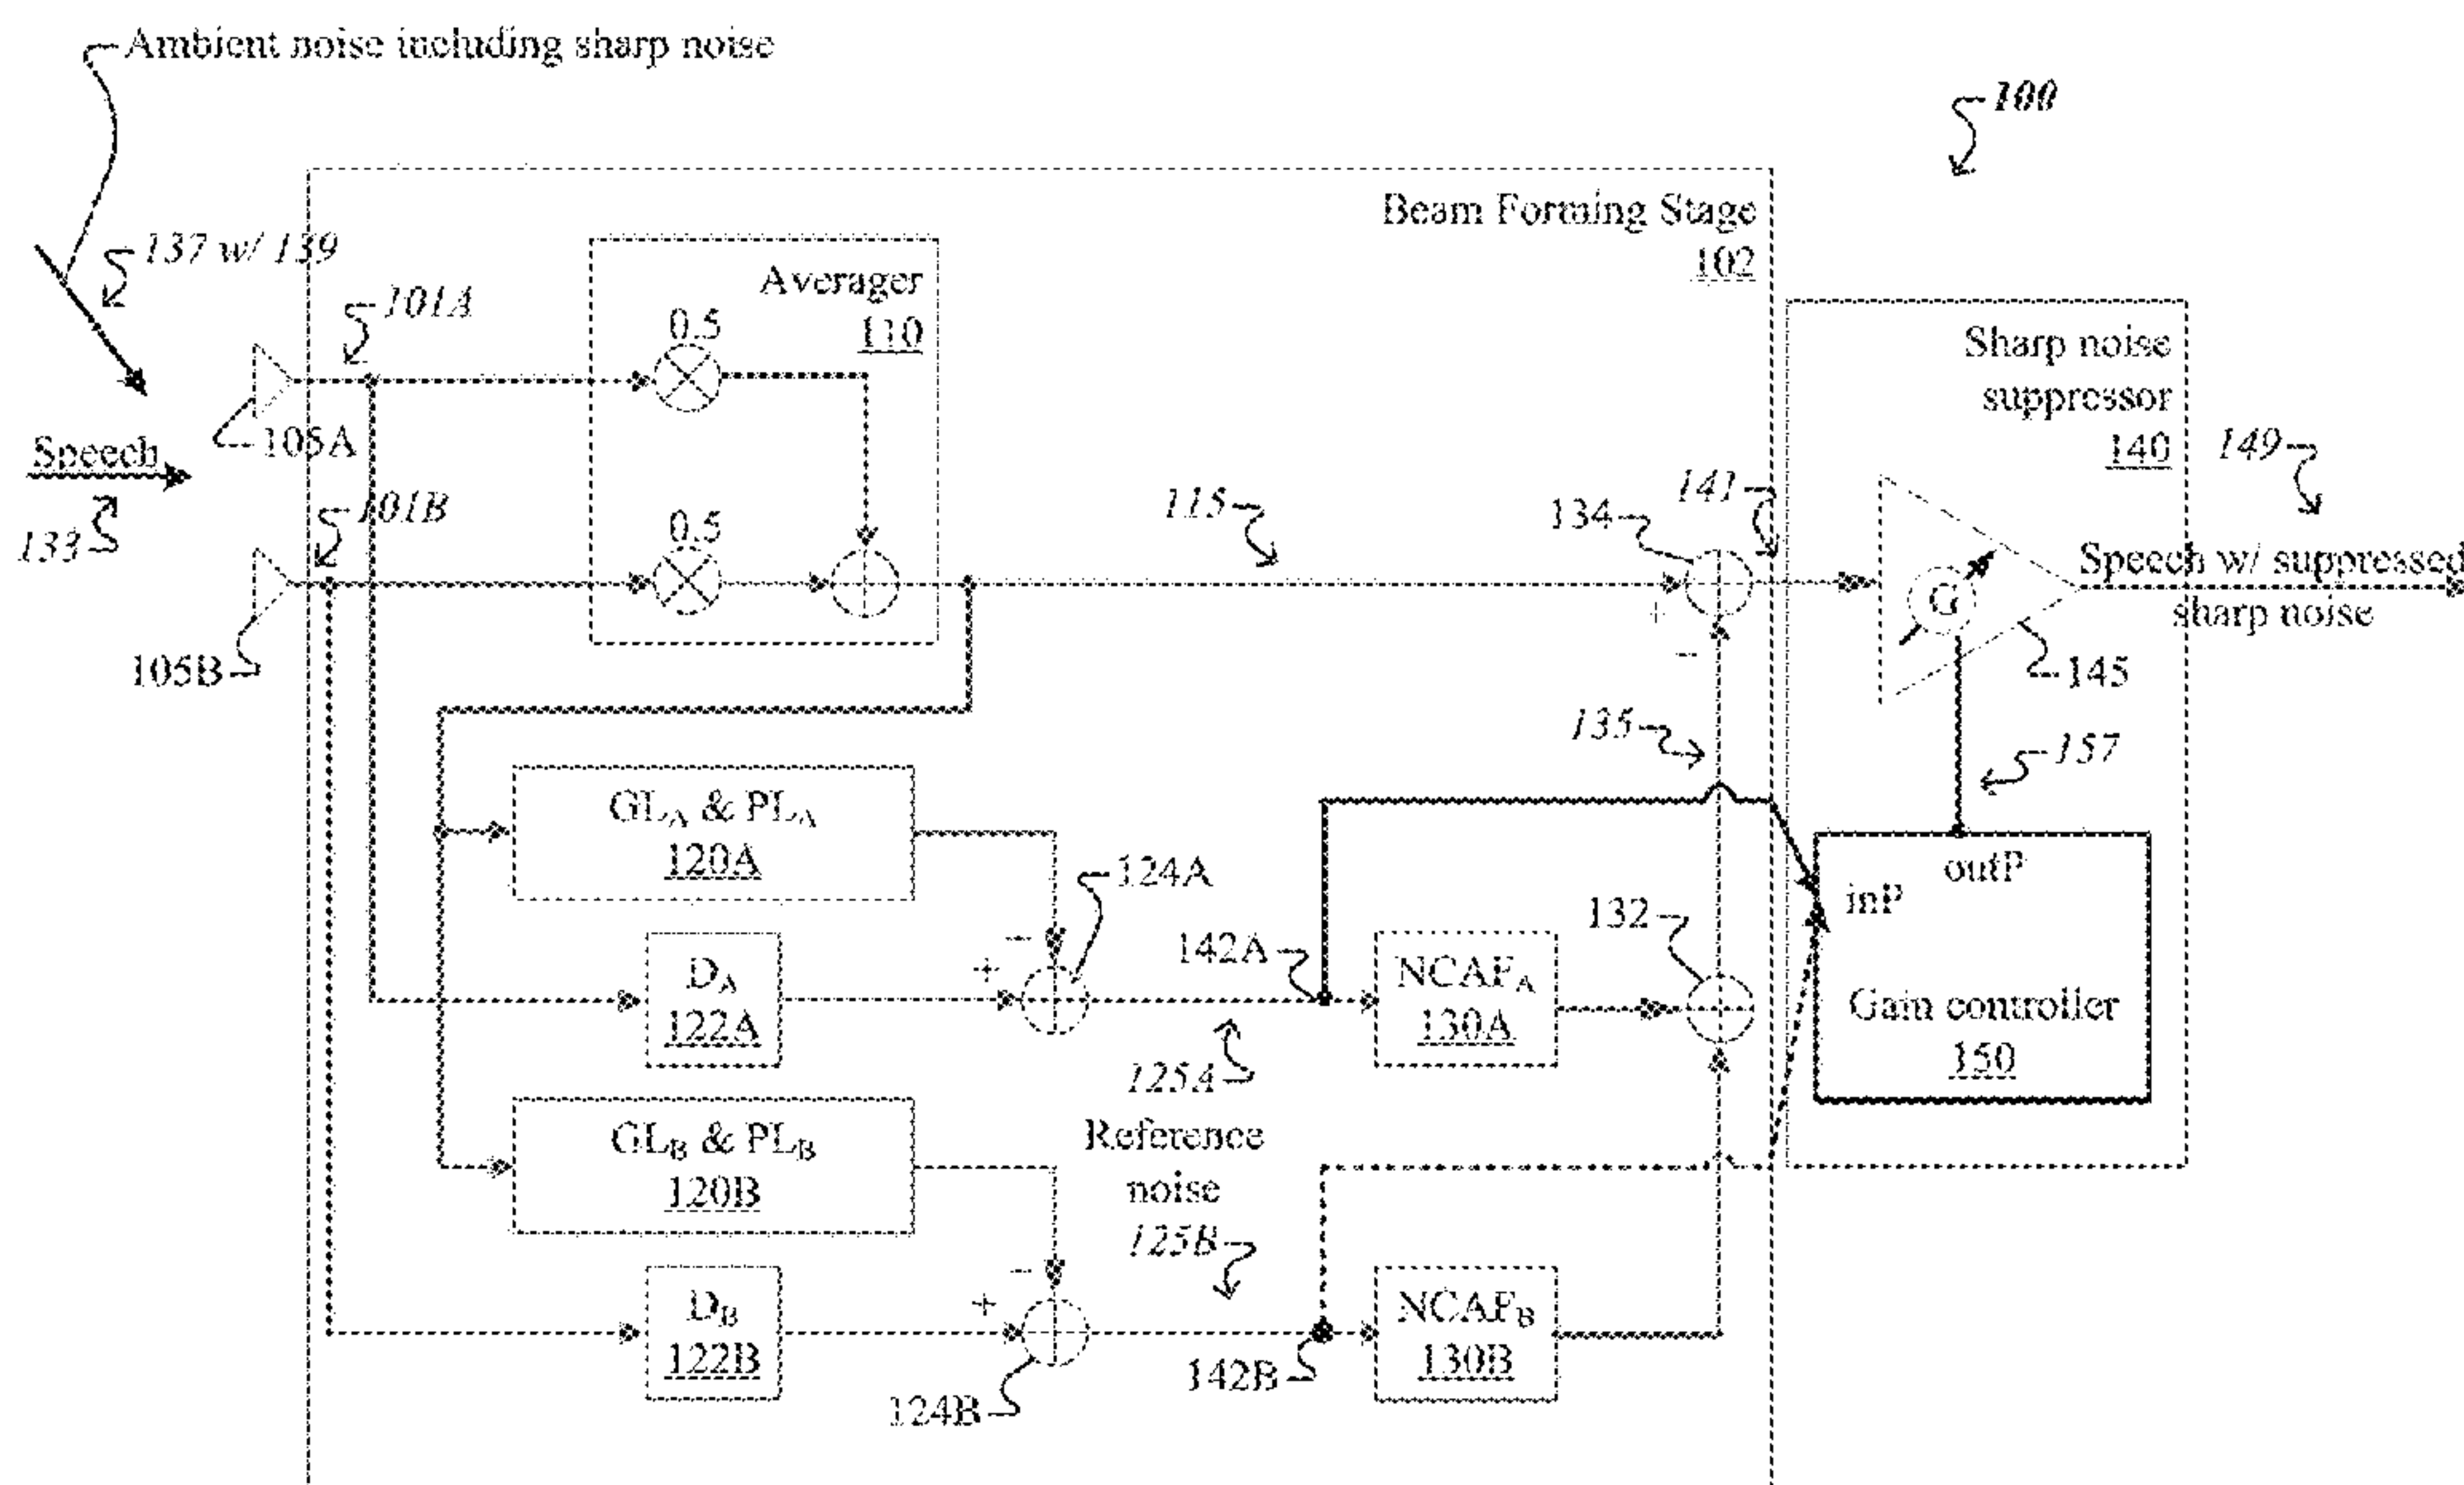 Ambient noise including sharp noise
100
Beam Forming Stage
102
137 w/ 139
101A
Averager
110
0.5
Sharp noise
suppressor
140
105A
Speech
133
101B
0.5
115
134
141
149
+
−
G
Speech w/ suppressed
sharp noise
105B
145
135
157
GLA & PLA
120A
124A
outP
inP
−
+
142A
132
DA
122A
NCAFA
130A
Gain controller
150
125A
Reference
noise
125B
GLB & PLB
120B
−
+
DB
122B
142B
NCAFB
130B
124B